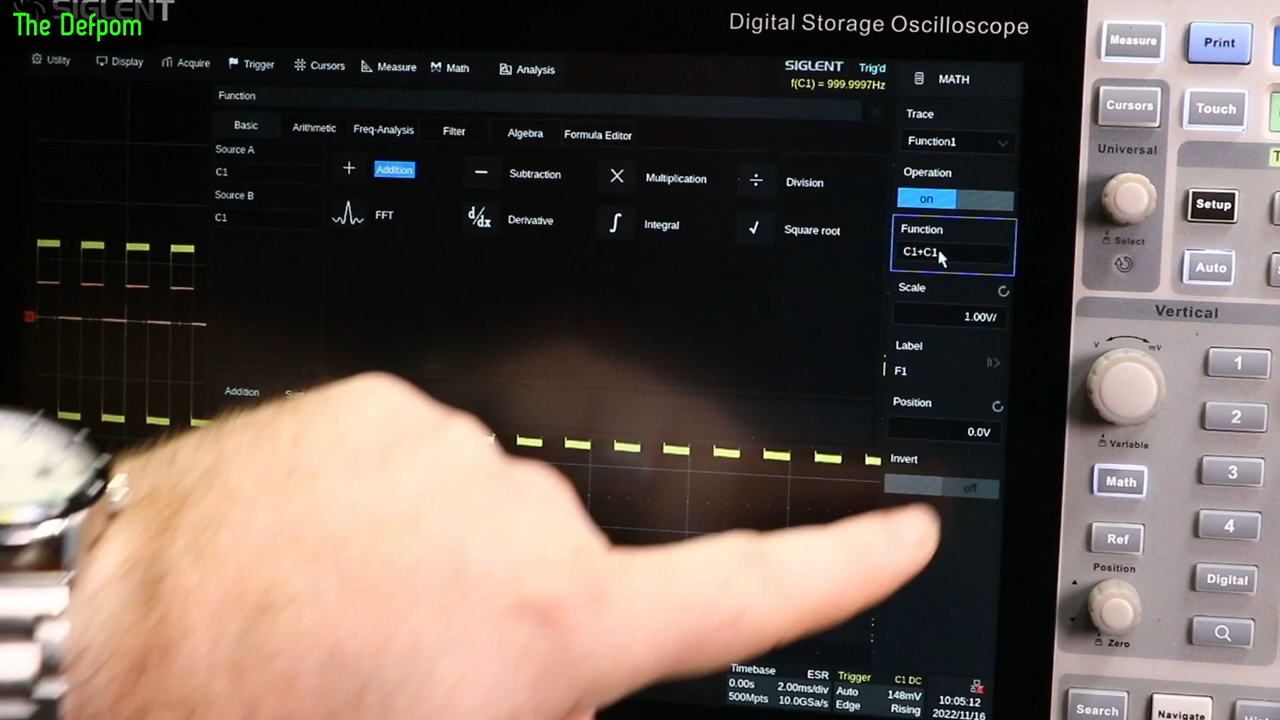 SIGLENT
The Defpom
Digital Storage Oscilloscope
Utility Display Acquire Trigger Cursors Measure Math Analysis
SIGLENT Trig'd
f(C1) = 999.9997Hz
MATH
Function
Basic Arithmetic Freq-Analysis Filter Algebra Formula Editor
Source A
C1
Source B
C1
+ Addition − Subtraction × Multiplication ÷ Division
FFT d/dx Derivative ∫ Integral √ Square root
Addition
Trace
Function1
Operation
on
Function
C1+C1
Scale
1.00V/
Label
F1
Position
0.0V
Invert
off
Timebase ESR
0.00s 2.00ms/div
500Mpts 10.0GSa/s
Trigger C1 DC
Auto 148mV
Edge Rising
10:05:12
2022/11/16
Measure Print
Cursors Touch
Universal
Setup
Select
Auto
Vertical
V mV
1
2
Variable
Math 3
Ref 4
Position
Digital
Zero
Search Navigate